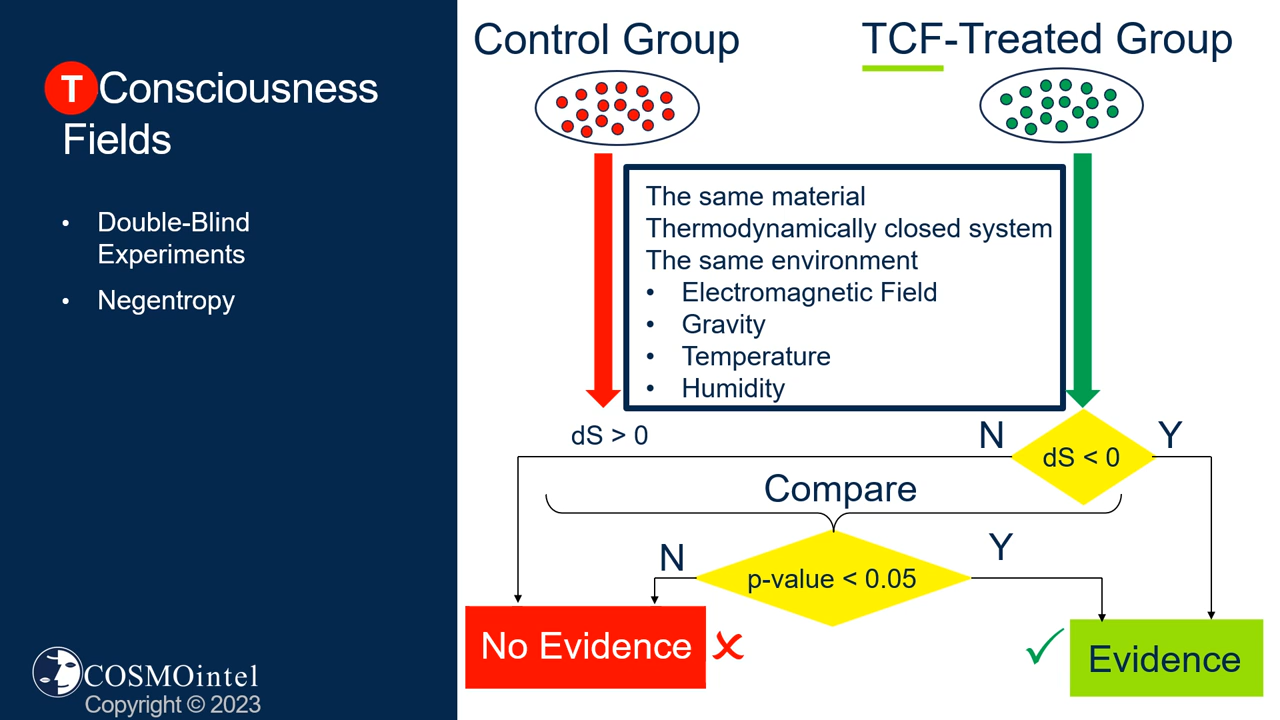 T Consciousness
Fields
• Double-Blind
Experiments
• Negentropy
COSMOintel
Copyright © 2023
Control Group
TCF-Treated Group
The same material
Thermodynamically closed system
The same environment
• Electromagnetic Field
• Gravity
• Temperature
• Humidity
dS > 0
N
dS < 0
Y
Compare
N
p-value < 0.05
Y
No Evidence ✗
✓ Evidence